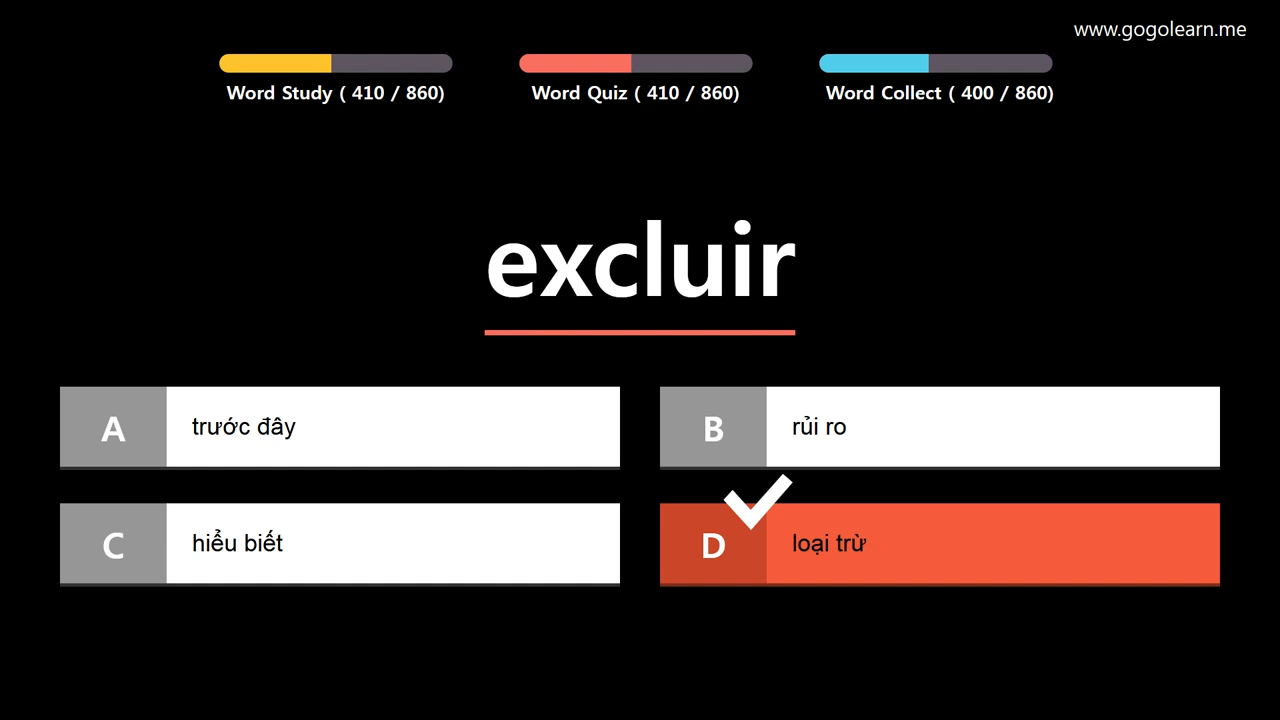 www.gogolearn.me
Word Study ( 410 / 860)
Word Quiz ( 410 / 860)
Word Collect ( 400 / 860)
excluir
A
trước đây
B
rủi ro
C
hiểu biết
D
loại trừ